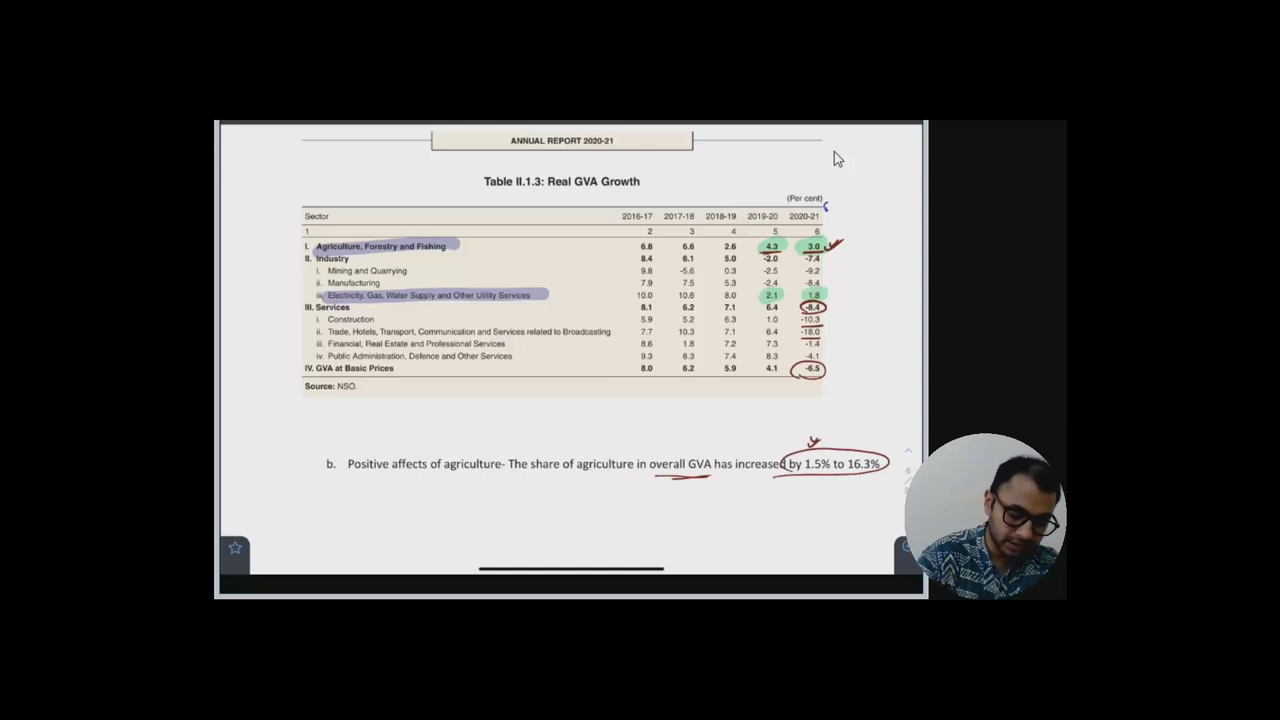 ANNUAL REPORT 2020-21
Table II.1.3: Real GVA Growth
(Per cent)
Sector 2016-17 2017-18 2018-19 2019-20 2020-21
1 2 3 4 5 6
I. Agriculture, Forestry and Fishing 6.8 6.6 2.6 4.3 3.0
II. Industry 8.4 6.1 5.0 -2.0 -7.4
i. Mining and Quarrying 9.8 -5.6 0.3 -2.5 -9.2
ii. Manufacturing 7.9 7.5 5.3 -2.4 -8.4
iii. Electricity, Gas, Water Supply and Other Utility Services 10.0 10.6 8.0 2.1 1.8
III. Services 8.1 6.2 7.1 6.4 -8.4
i. Construction 5.9 5.2 6.3 1.0 -10.3
ii. Trade, Hotels, Transport, Communication and Services related to Broadcasting 7.7 10.3 7.1 6.4 -18.0
iii. Financial, Real Estate and Professional Services 8.6 1.8 7.2 7.3 -1.4
iv. Public Administration, Defence and Other Services 9.3 8.3 7.4 8.3 -4.1
IV. GVA at Basic Prices 8.0 6.2 5.9 4.1 -6.5
Source: NSO.
b. Positive affects of agriculture- The share of agriculture in overall GVA has increased by 1.5% to 16.3%